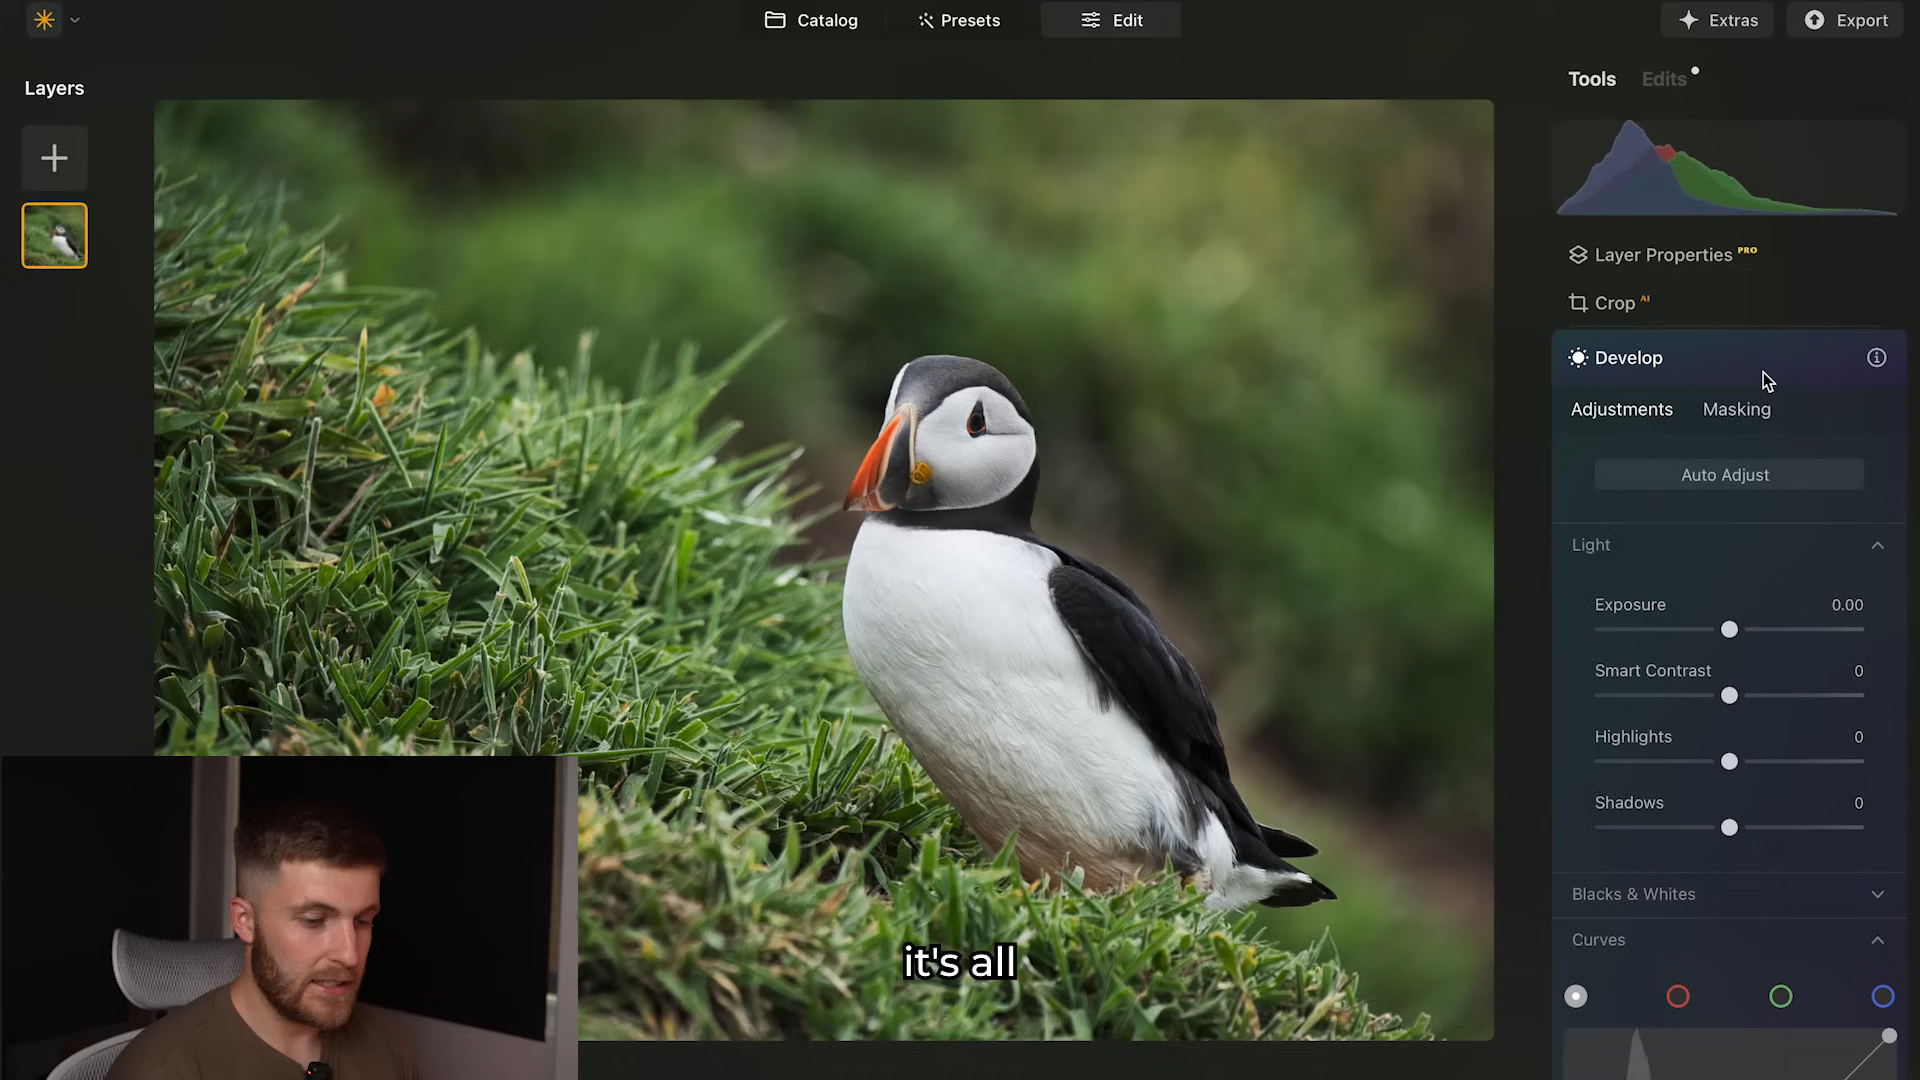 Catalog
Presets
Edit
Extras
Export
Layers
Tools
Edits
Layer Properties PRO
Crop AI
Develop
Adjustments
Masking
Auto Adjust
Light
Exposure 0.00
Smart Contrast 0
Highlights 0
Shadows 0
Blacks & Whites
Curves
it's all